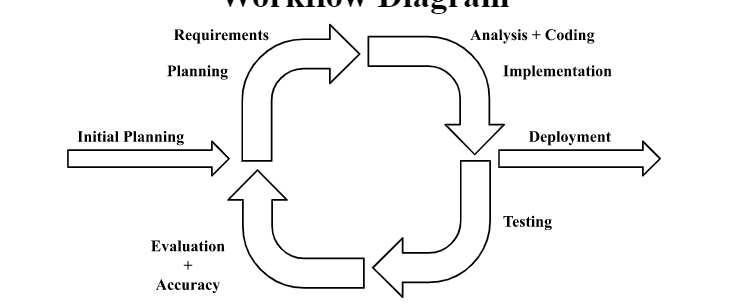 Workflow Diagram
Requirements
Analysis + Coding
Planning
Implementation
Initial Planning
Deployment
Testing
Evaluation
+
Accuracy